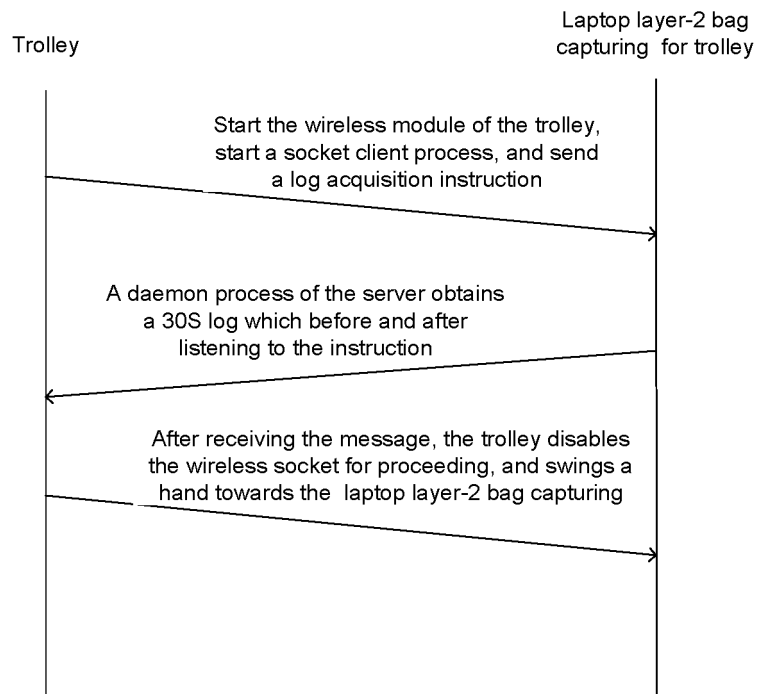 Trolley
Laptop layer-2 bag
capturing for trolley
Start the wireless module of the trolley,
start a socket client process, and send
a log acquisition instruction
A daemon process of the server obtains
a 30S log which before and after
listening to the instruction
After receiving the message, the trolley disables
the wireless socket for proceeding, and swings a
hand towards the laptop layer-2 bag capturing